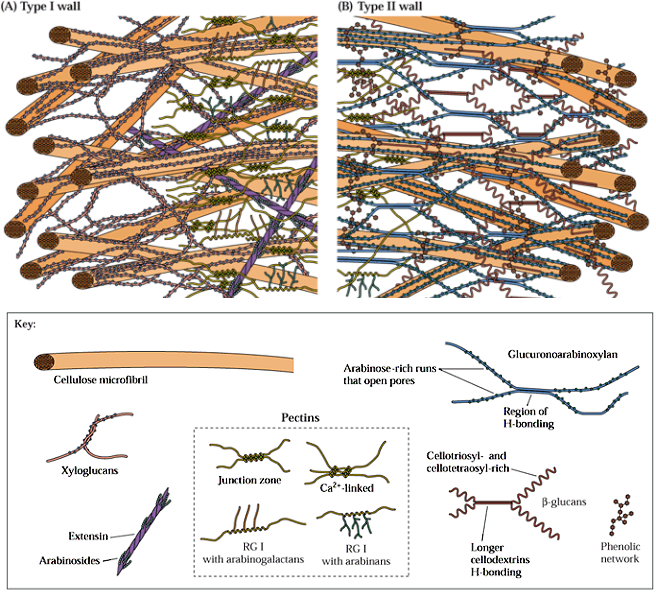 (A) Type I wall
(B) Type II wall
Key:
Cellulose microfibril
Glucuronoarabinoxylan
Arabinose-rich runs
that open pores
Region of
H-bonding
Xyloglucans
Pectins
Junction zone
Ca²⁺-linked
RG I
with arabinogalactans
RG I
with arabinans
Extensin
Arabinosides
Cellotriosyl- and
cellotetraosyl-rich
β-glucans
Longer
cellodextrins
H-bonding
Phenolic
network